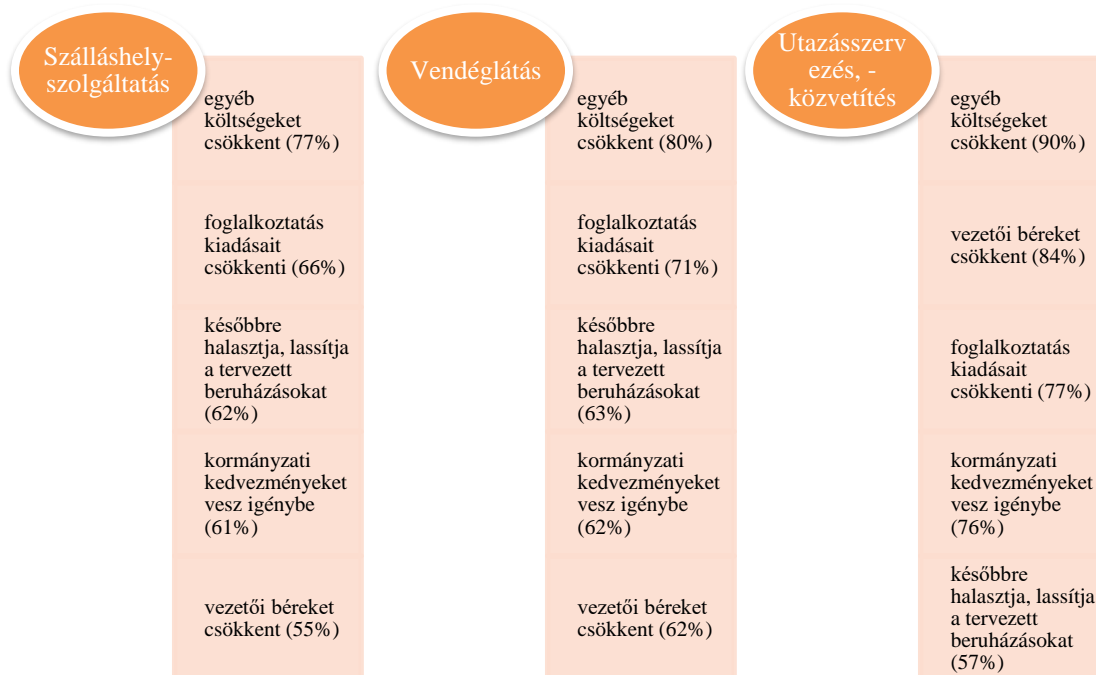 Szálláshely-
szolgáltatás
egyéb
költségeket
csökkent (77%)
foglalkoztatás
kiadásait
csökkenti (66%)
későbbre
halasztja, lassítja
a tervezett
beruházásokat
(62%)
kormányzati
kedvezményeket
vesz igénybe
(61%)
vezetői béreket
csökkent (55%)
Vendéglátás
egyéb
költségeket
csökkent (80%)
foglalkoztatás
kiadásait
csökkenti (71%)
későbbre
halasztja, lassítja
a tervezett
beruházásokat
(63%)
kormányzati
kedvezményeket
vesz igénybe
(62%)
vezetői béreket
csökkent (62%)
Utazásszerv
ezés, -
közvetítés
egyéb
költségeket
csökkent (90%)
vezetői béreket
csökkent (84%)
foglalkoztatás
kiadásait
csökkenti (77%)
kormányzati
kedvezményeket
vesz igénybe
(76%)
későbbre
halasztja, lassítja
a tervezett
beruházásokat
(57%)